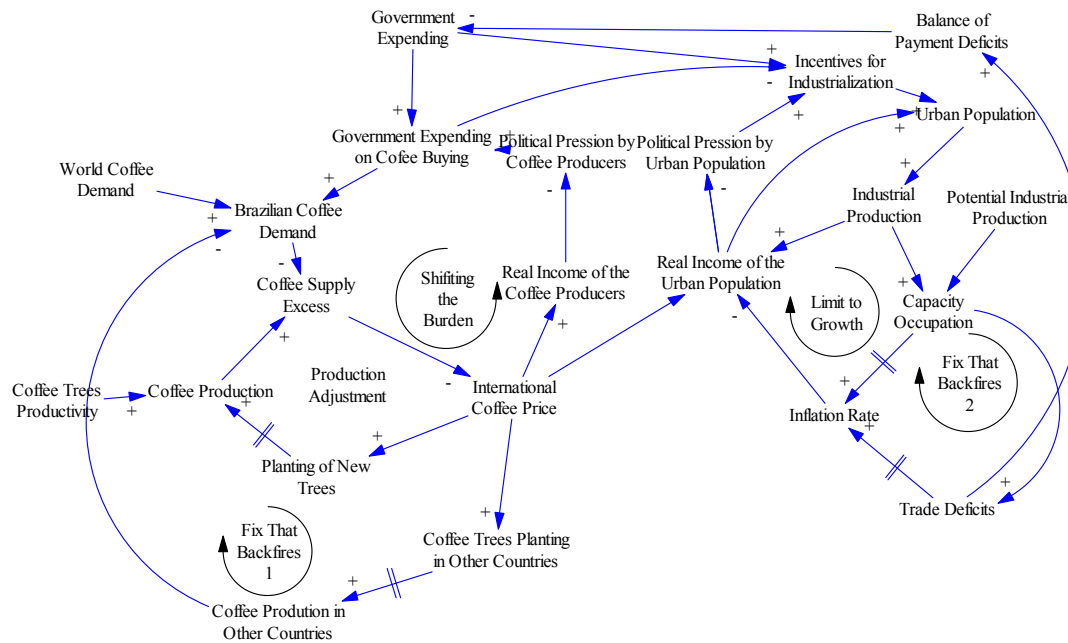 Government
Expending
Balance of
Payment Deficits
Incentives for
Industrialization
Urban Population
Government Expending
on Cofee Buying
Political Pression by
Coffee Producers
Political Pression by
Urban Population
World Coffee
Demand
Brazilian Coffee
Demand
Industrial
Production
Potential Industria
Production
Coffee Supply
Excess
Shifiting
the
Burden
Real Income of the
Coffee Producers
Real Income of the
Urban Population
Limit to
Growth
Capacity
Occupation
Coffee Trees
Productivity
Coffee Production
Production
Adjustment
International
Coffee Price
Inflation Rate
Fix That
Backfires
2
Planting of New
Trees
Trade Deficits
Fix That
Backfires
1
Coffee Trees Planting
in Other Countries
Coffee Prodution in
Other Countries